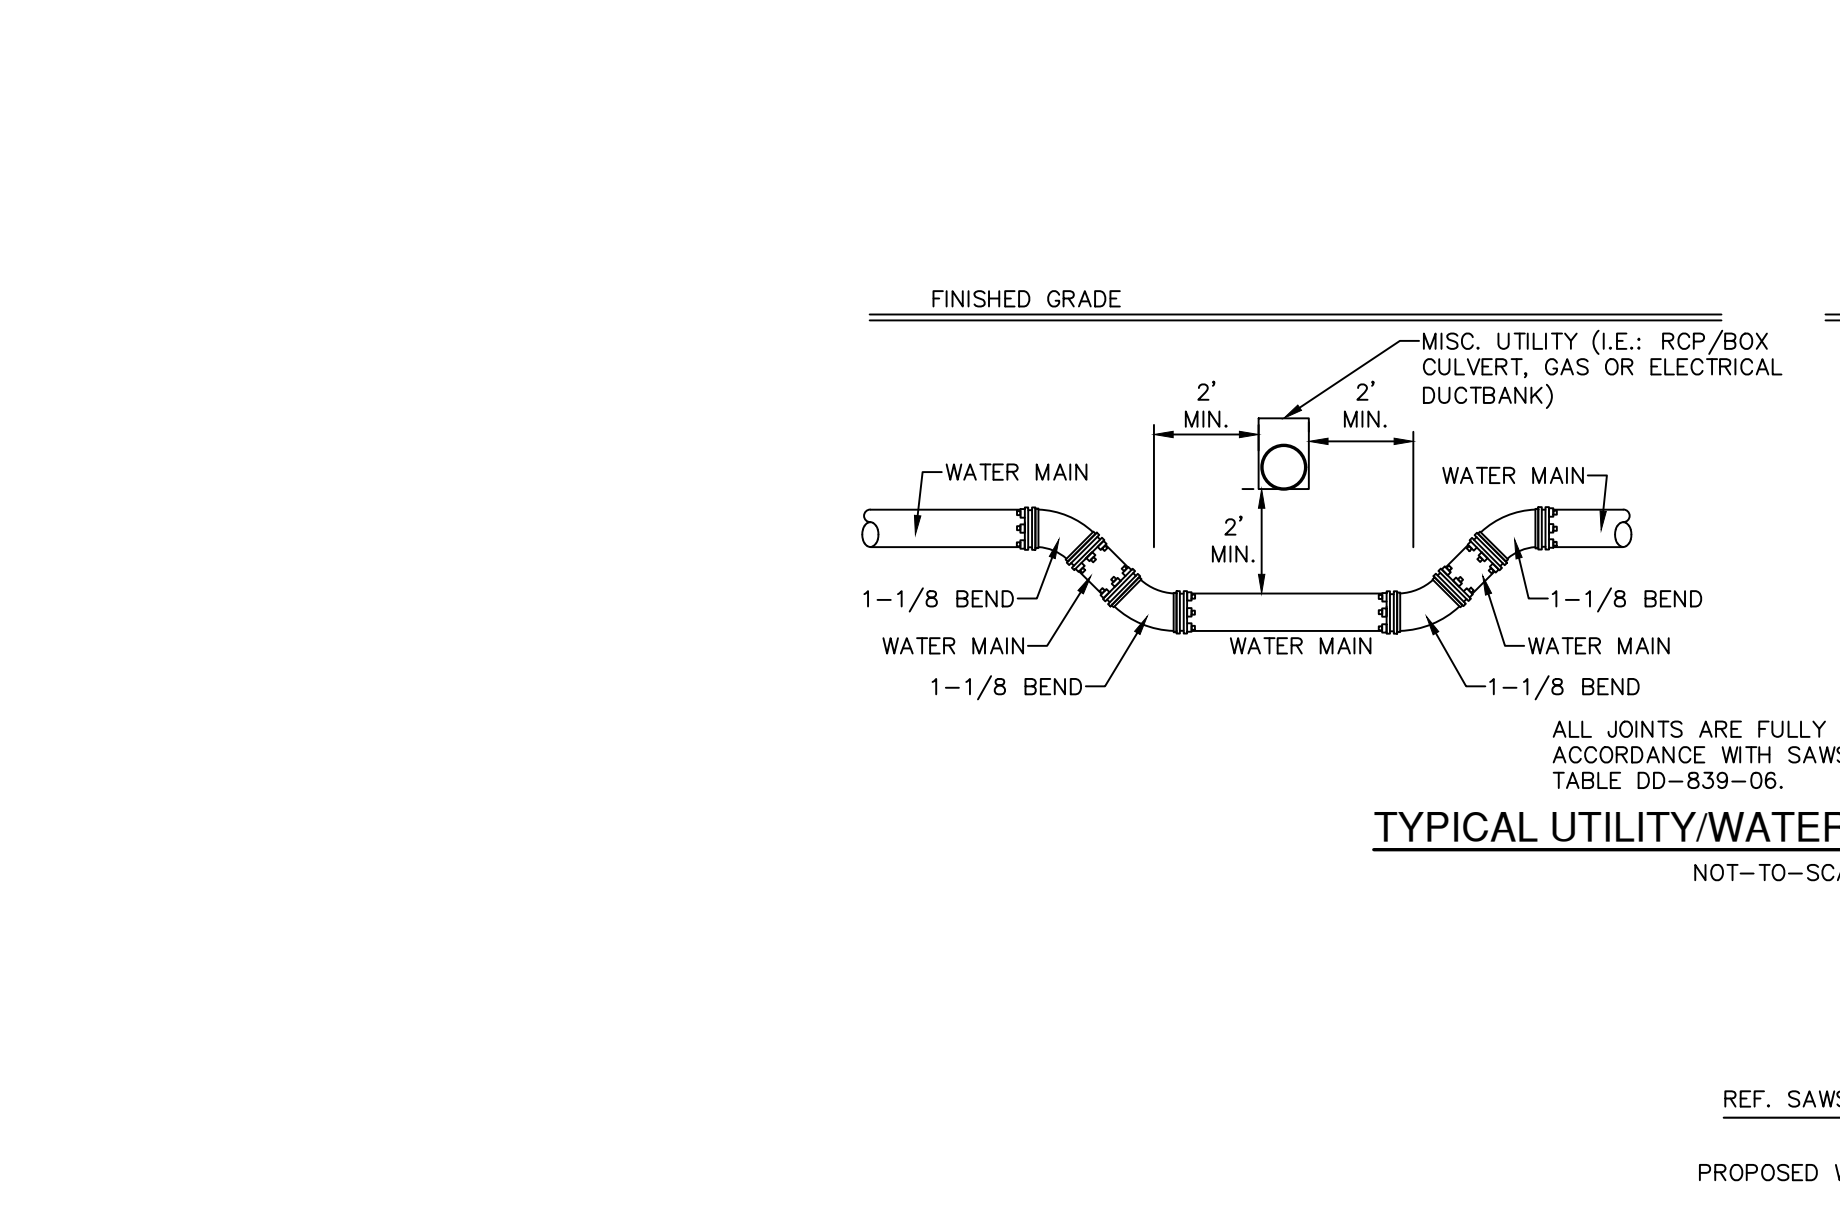 FINISHED GRADE
MISC. UTILITY (I.E.: RCP/BOX
CULVERT, GAS OR ELECTRICAL
DUCTBANK)
2'
MIN.
2'
MIN.
WATER MAIN
WATER MAIN
2'
MIN.
1-1/8 BEND
1-1/8 BEND
WATER MAIN
WATER MAIN
WATER MAIN
1-1/8 BEND
1-1/8 BEND
ALL JOINTS ARE FULLY
ACCORDANCE WITH SAWS
TABLE DD-839-06.
TYPICAL UTILITY/WATER
NOT-TO-SCA
REF. SAWS
PROPOSED